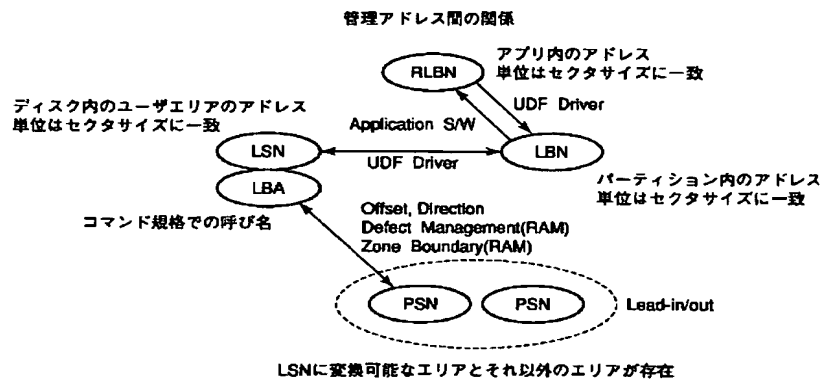 管理アドレス間の関係
アプリ内のアドレス
単位はセクタサイズに一致
RLBN
UDF Driver
ディスク内のユーザエリアのアドレス
単位はセクタサイズに一致
Application S/W
LSN
UDF Driver
LBN
LBA
パーティション内のアドレス
単位はセクタサイズに一致
コマンド規格での呼び名
Offset, Direction
Defect Management(RAM)
Zone Boundary(RAM)
PSN
PSN
Lead-in/out
LSNに変換可能なエリアとそれ以外のエリアが存在